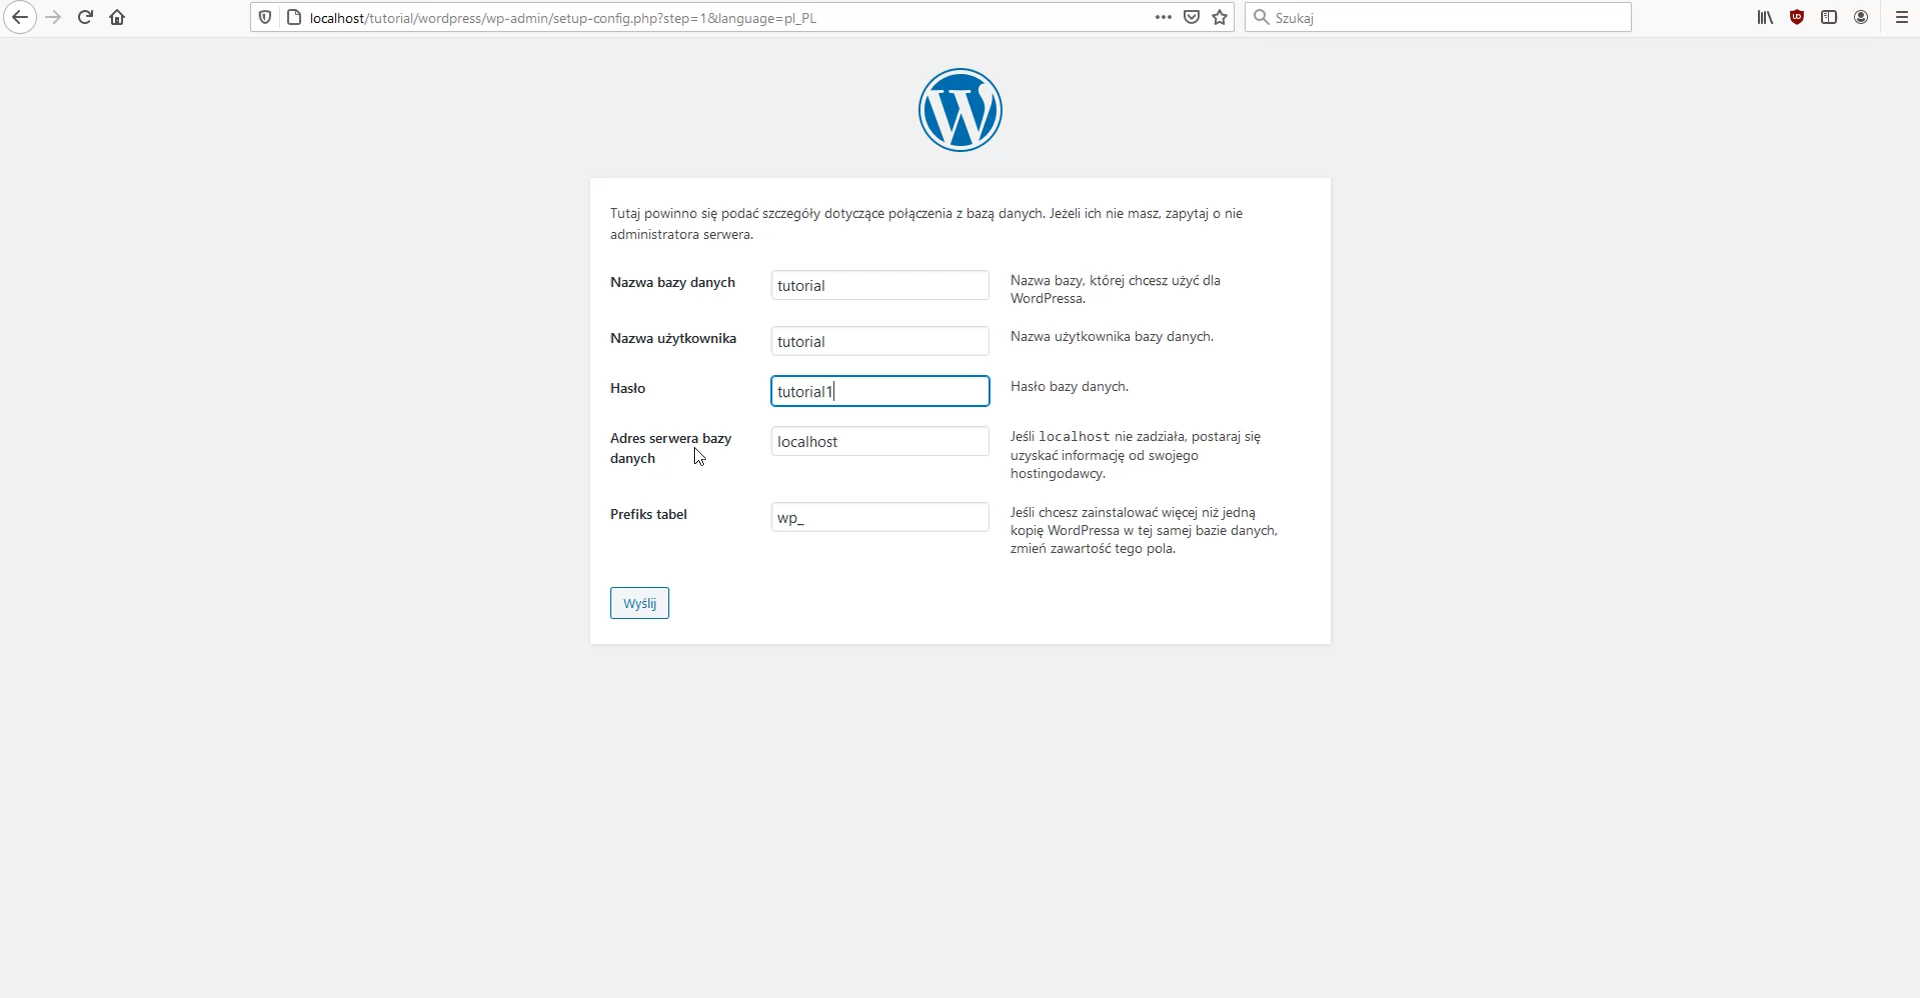 localhost/tutorial/wordpress/wp-admin/setup-config.php?step=1&language=pl_PL
Szukaj
Tutaj powinno się podać szczegóły dotyczące połączenia z bazą danych. Jeżeli ich nie masz, zapytaj o nie
administratora serwera.
Nazwa bazy danych
tutorial
Nazwa bazy, której chcesz użyć dla
WordPressa.
Nazwa użytkownika
tutorial
Nazwa użytkownika bazy danych.
Hasło
tutorial1
Hasło bazy danych.
Adres serwera bazy
danych
localhost
Jeśli localhost nie zadziała, postaraj się
uzyskać informację od swojego
hostingodawcy.
Prefiks tabel
wp_
Jeśli chcesz zainstalować więcej niż jedną
kopię WordPressa w tej samej bazie danych,
zmień zawartość tego pola.
Wyślij